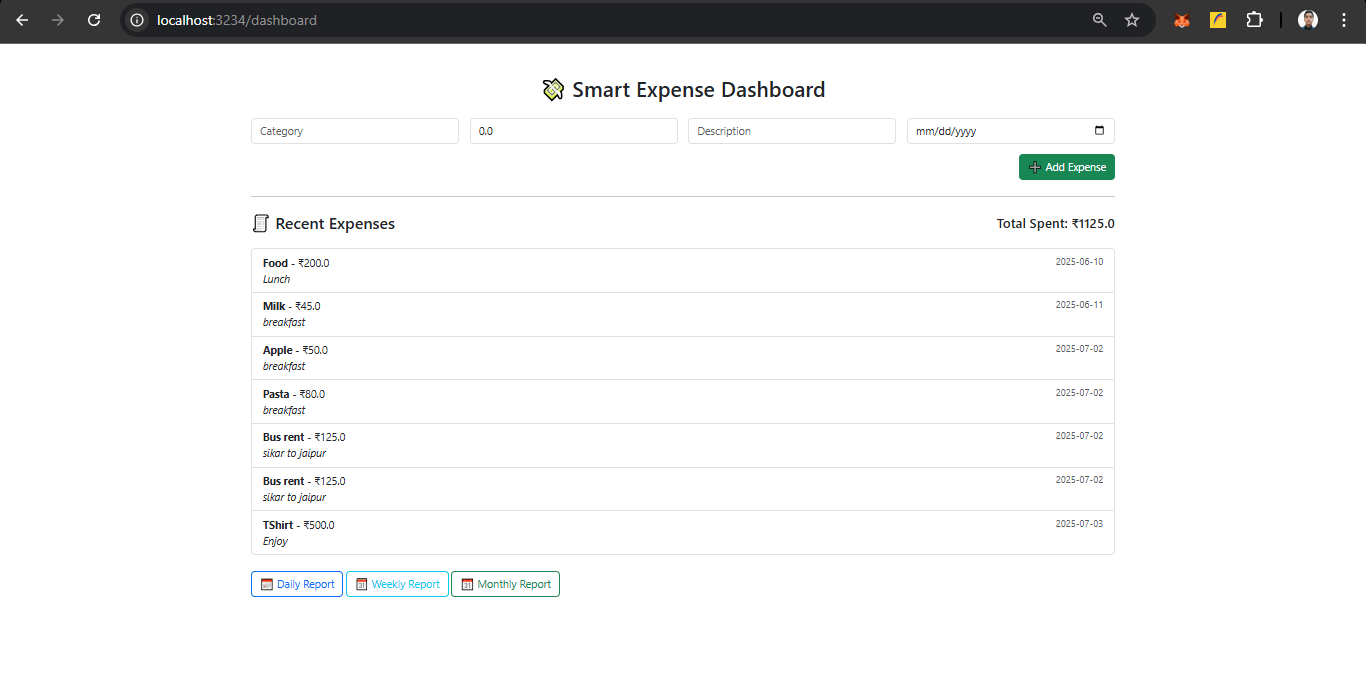 localhost:3234/dashboard
Smart Expense Dashboard
Category 0.0 Description mm/dd/yyyy
Add Expense
Recent Expenses Total Spent: ₹1125.0
Food - ₹200.0 2025-06-10
Lunch
Milk - ₹45.0 2025-06-11
breakfast
Apple - ₹50.0 2025-07-02
breakfast
Pasta - ₹80.0 2025-07-02
breakfast
Bus rent - ₹125.0 2025-07-02
sikar to jaipur
Bus rent - ₹125.0 2025-07-02
sikar to jaipur
TShirt - ₹500.0 2025-07-03
Enjoy
Daily Report Weekly Report Monthly Report